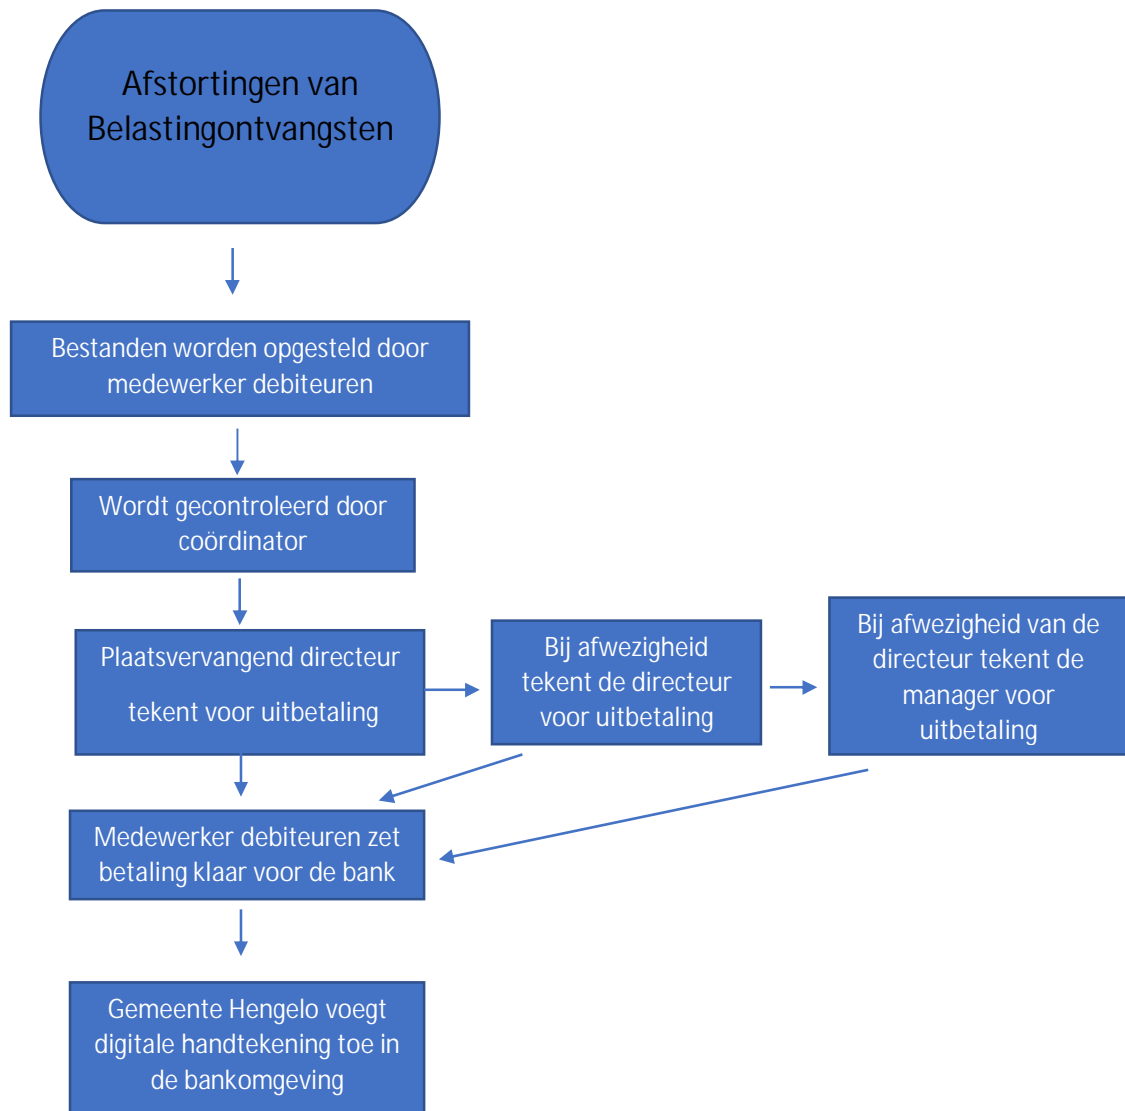 Afstortingen van
Belastingontvangsten
Bestanden worden opgesteld door
medewerker debiteuren
Wordt gecontroleerd door
coördinator
Plaatsvervangend directeur
tekent voor uitbetaling
Bij afwezigheid
tekent de directeur
voor uitbetaling
Bij afwezigheid van de
directeur tekent de
manager voor
uitbetaling
Medewerker debiteuren zet
betaling klaar voor de bank
Gemeente Hengelo voegt
digitale handtekening toe in
de bankomgeving